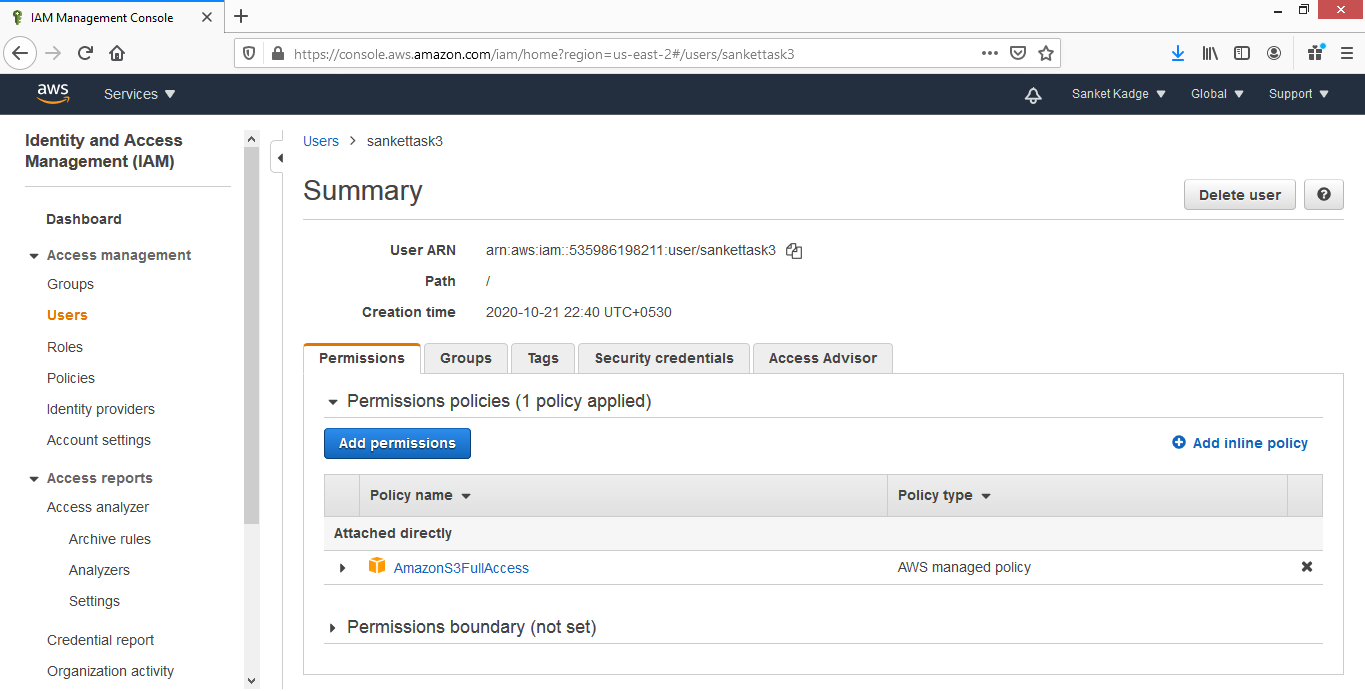 IAM Management Console
https://console.aws.amazon.com/iam/home?region=us-east-2#/users/sankettask3
aws
Services
Sanket Kadge
Global
Support
Identity and Access
Management (IAM)
Dashboard
Access management
Groups
Users
Roles
Policies
Identity providers
Account settings
Access reports
Access analyzer
Archive rules
Analyzers
Settings
Credential report
Organization activity
Users > sankettask3
Summary
Delete user
User ARN arn:aws:iam::535986198211:user/sankettask3
Path /
Creation time 2020-10-21 22:40 UTC+0530
Permissions Groups Tags Security credentials Access Advisor
Permissions policies (1 policy applied)
Add permissions
Add inline policy
Policy name Policy type
Attached directly
AmazonS3FullAccess AWS managed policy
Permissions boundary (not set)